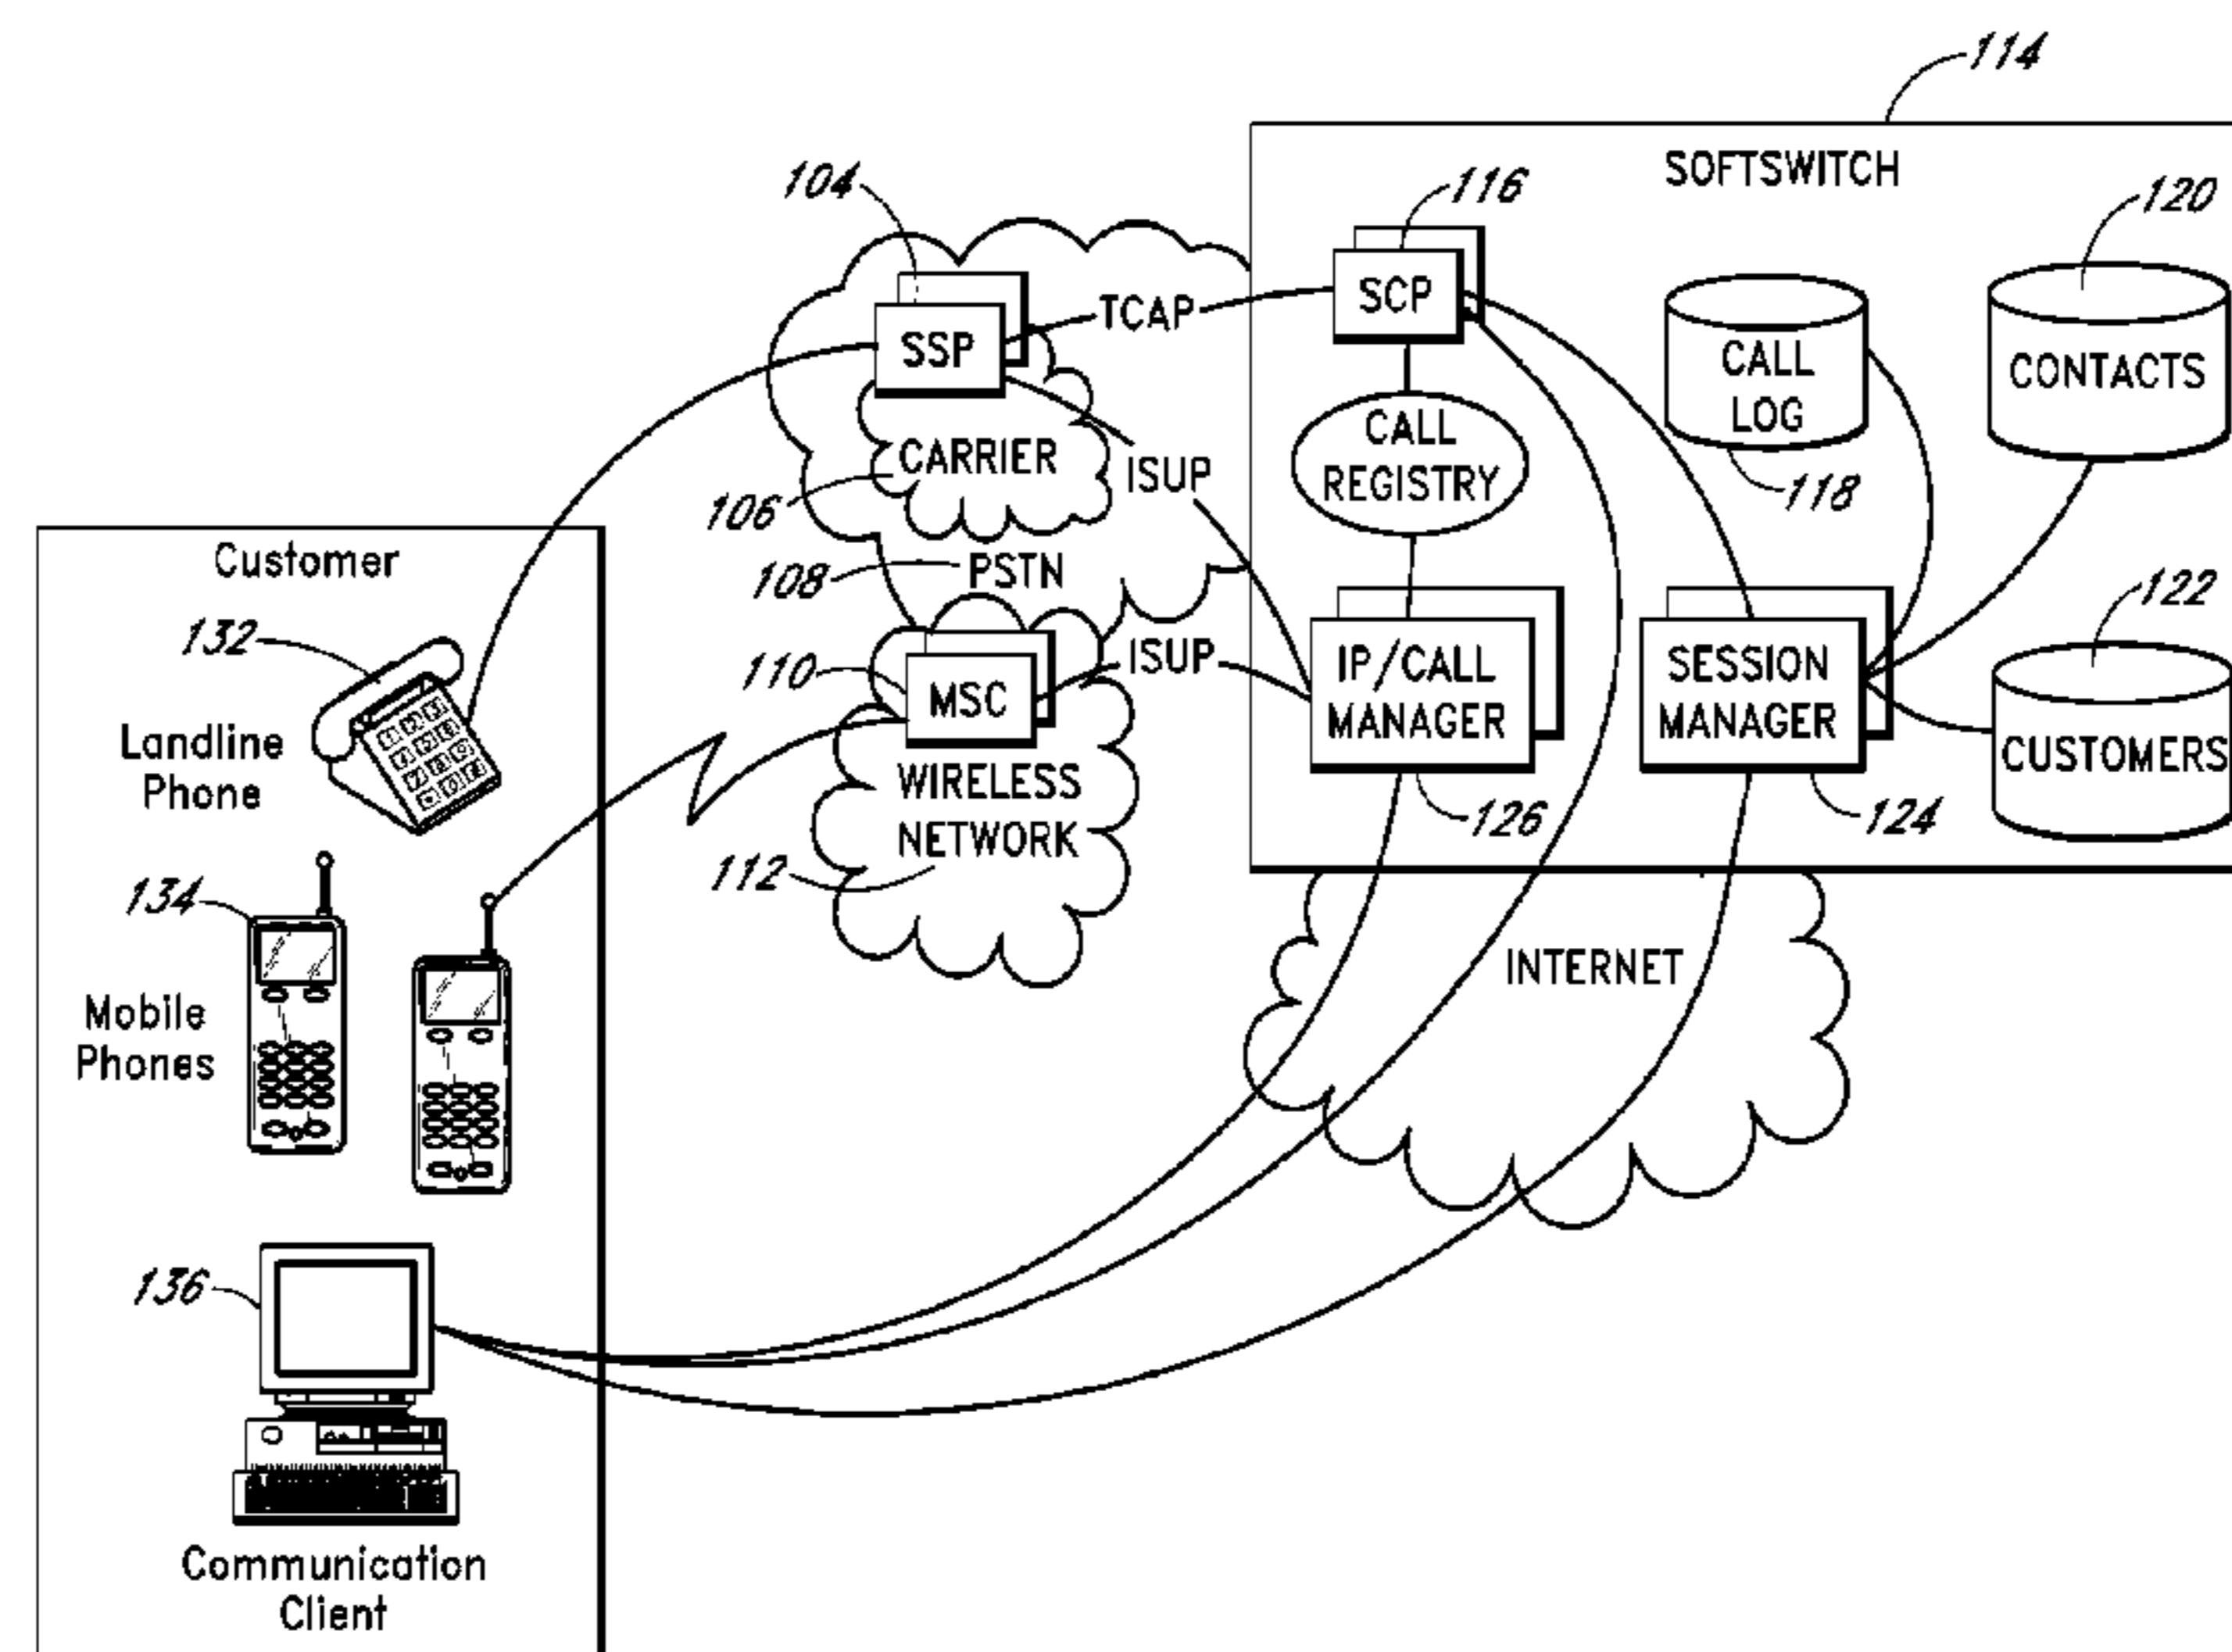 114
SOFTSWITCH
104
116
120
SSP
TCAP
SCP
CALL
LOG
CONTACTS
118
CARRIER
106
ISUP
CALL
REGISTRY
108
PSTN
122
Customer
132
Landline
Phone
110
MSC
ISUP
IP/CALL
MANAGER
126
SESSION
MANAGER
124
CUSTOMERS
WIRELESS
NETWORK
112
134
Mobile
Phones
INTERNET
136
Communication
Client